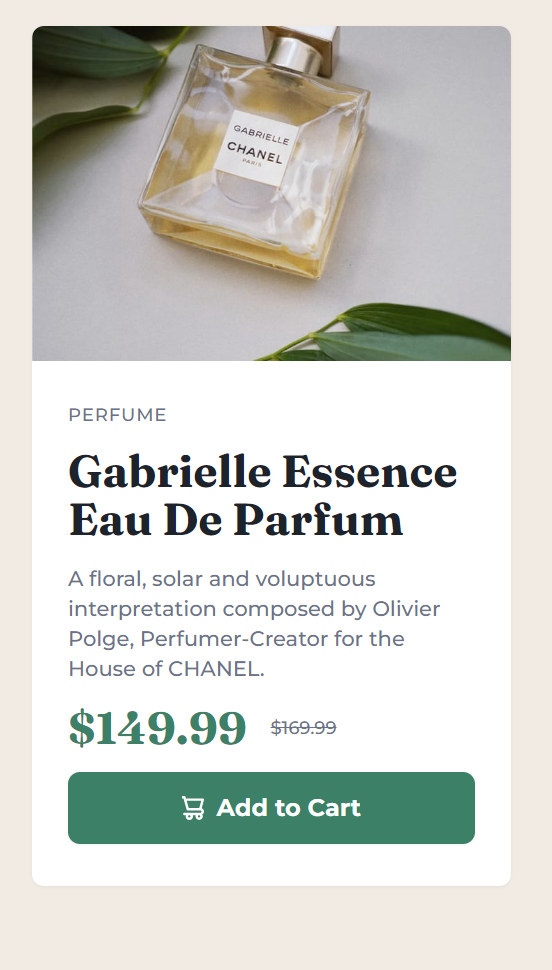 GABRIELLE
CHANEL
PARIS
PERFUME
Gabrielle Essence
Eau De Parfum
A floral, solar and voluptuous
interpretation composed by Olivier
Polge, Perfumer-Creator for the
House of CHANEL.
$149.99 $169.99
Add to Cart